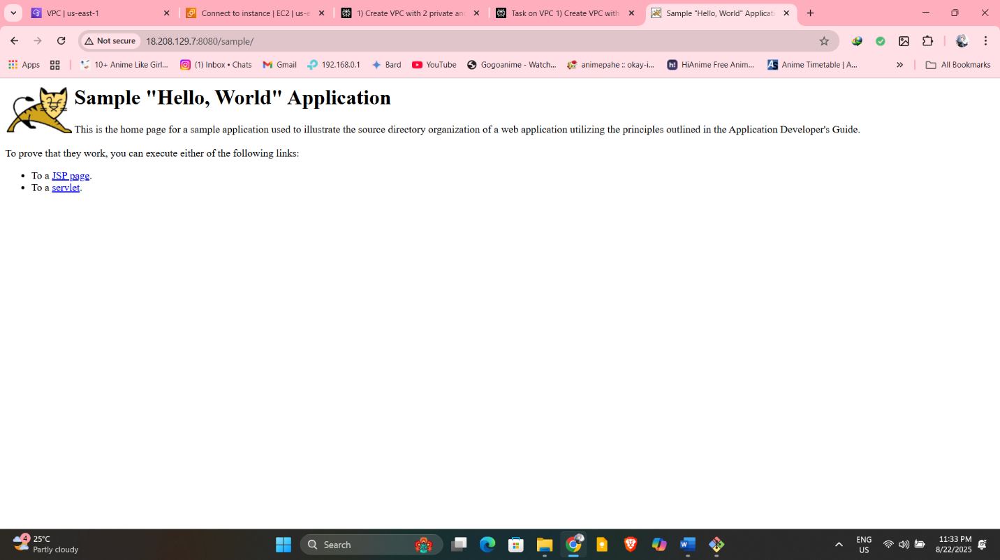 VPC | us-east-1
Connect to instance | EC2 | us-e
1) Create VPC with 2 private an
Task on VPC 1) Create VPC with
Sample "Hello, World" Applicati
Not secure
18.208.129.7:8080/sample/
Apps
10+ Anime Like Girl...
(1) Inbox • Chats
Gmail
192.168.0.1
Bard
YouTube
Gogoanime - Watch...
animepahe :: okay-i...
HiAnime Free Anim...
Anime Timetable | A...
»
All Bookmarks
Sample "Hello, World" Application
This is the home page for a sample application used to illustrate the source directory organization of a web application utilizing the principles outlined in the Application Developer's Guide.
To prove that they work, you can execute either of the following links:
• To a JSP page.
• To a servlet.
4
25°C
Partly cloudy
Search
ENG
US
11:33 PM
8/22/2025